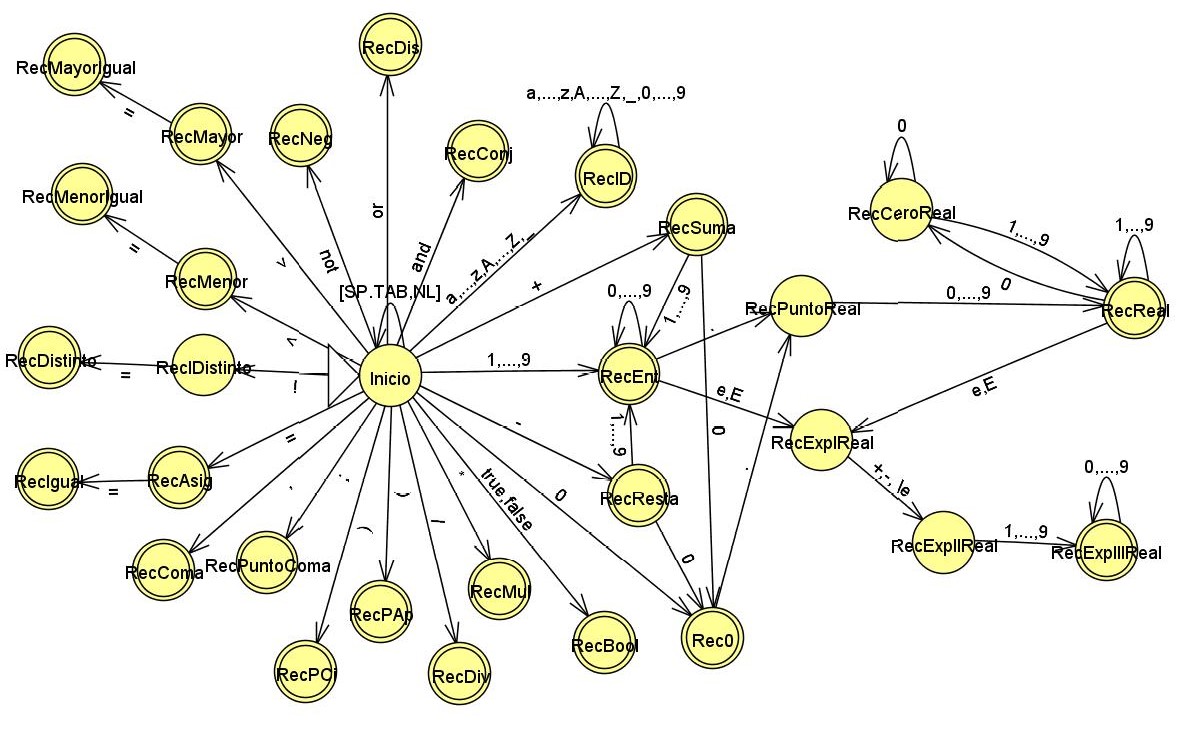 RecDis
RecMayorIgual
=
RecMayor
RecNeg
RecConj
a,...,z,A,...,Z,_,0,...,9
RecID
0
RecCeroReal
RecMenorIgual
=
RecMenor
>
not
or
and
a,...,z,A,...,Z,_
RecSuma
+
1,...,9
0
1,...,9
RecReal
[SP.TAB,NL]
0,...,9
1,...,9
.
RecPuntoReal
0,...,9
RecDistinto
=
RecIDistinto
!
<
Inicio
1,...,9
RecEnt
e,E
e,E
RecExpIReal
RecIgual
=
RecAsig
=
-
1,...,9
0
RecResta
.
+,-, \e
0,...,9
,
;
)
(
/
*
true,false
0
0
RecExpIIReal
1,...,9
RecExpIIIReal
RecComa
RecPuntoComa
RecPAp
RecMul
RecBool
Rec0
RecPCi
RecDiv